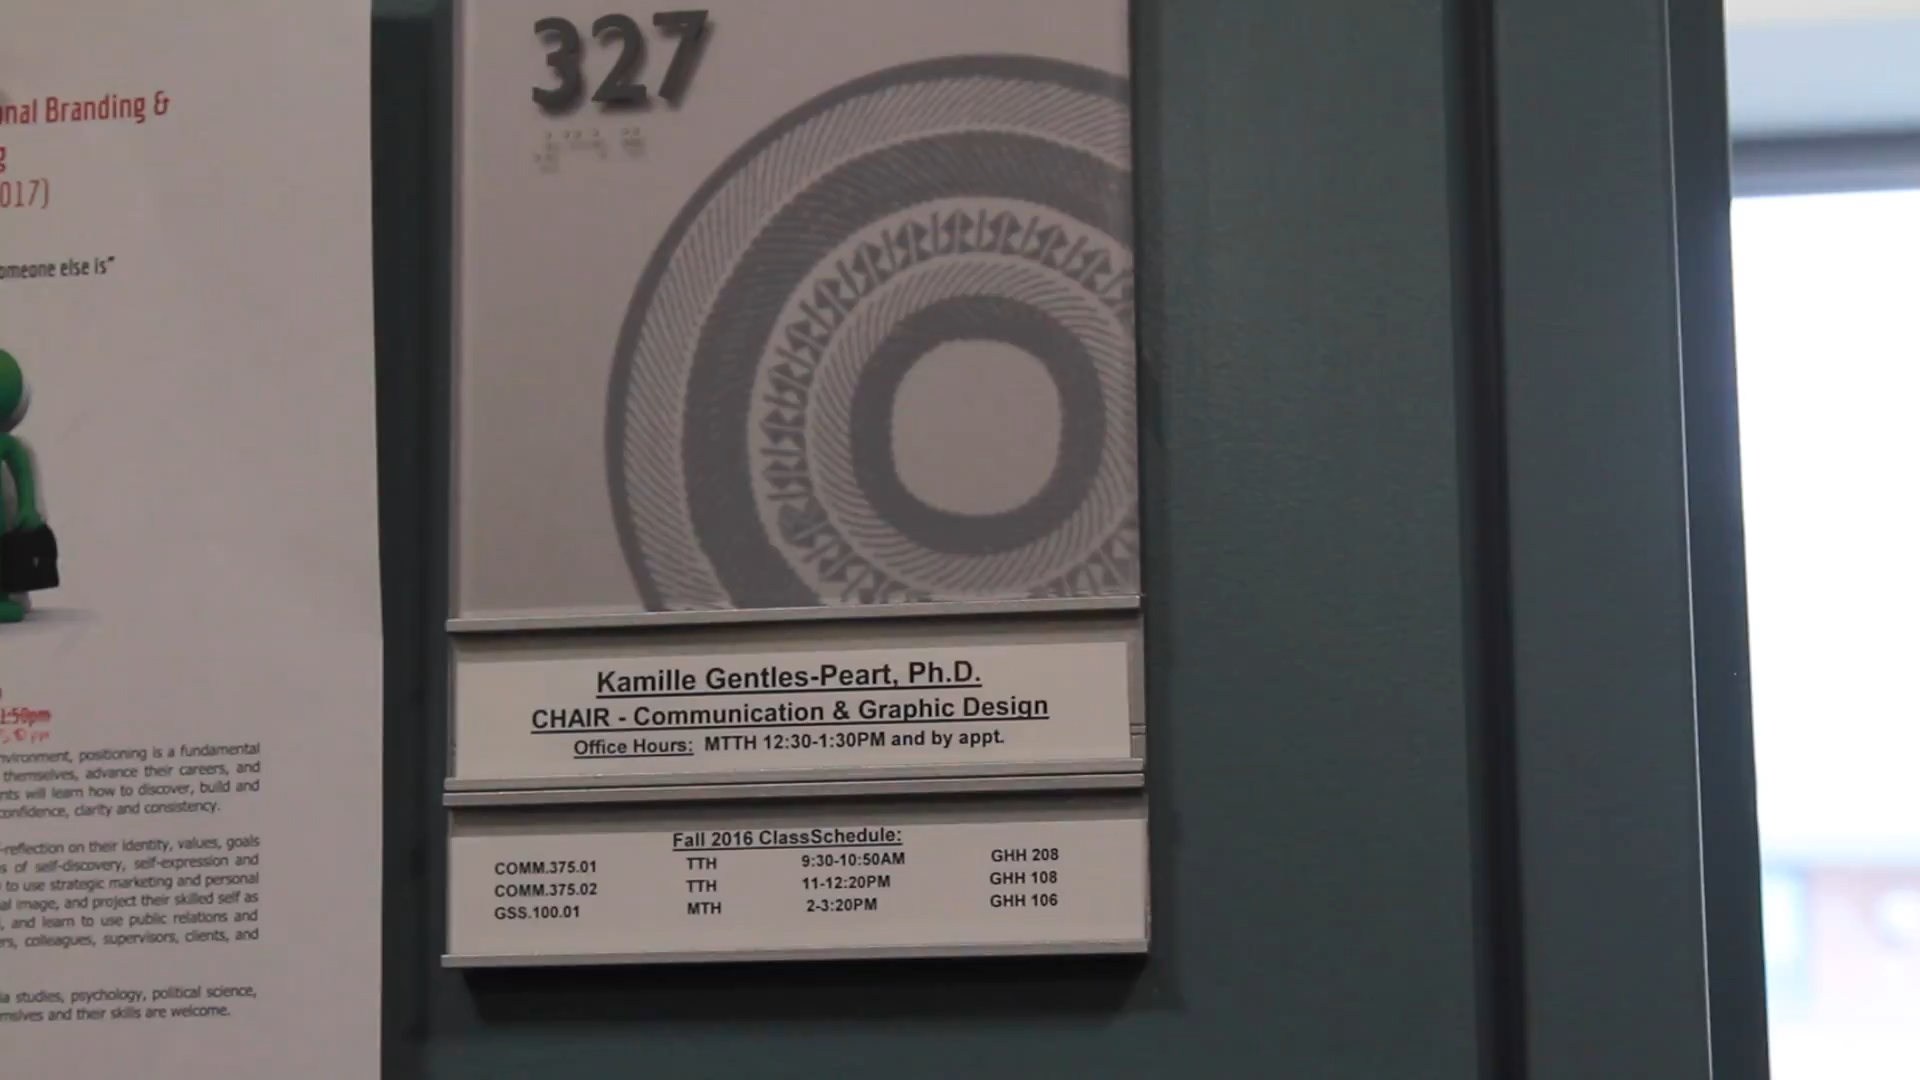 onal Branding &
g
017)
omeone else is"
1:50pm
nvironment, positioning is a fundamental
themselves, advance their careers, and
nts will learn how to discover, build and
confidence, clarity and consistency.
f-reflection on their identity, values, goals
s of self-discovery, self-expression and
to use strategic marketing and personal
al image, and project their skilled self as
, and learn to use public relations and
rs, colleagues, supervisors, clients, and
ia studies, psychology, political science,
mslves and their skills are welcome.
327
Kamille Gentles-Peart, Ph.D.
CHAIR - Communication & Graphic Design
Office Hours: MTTH 12:30-1:30PM and by appt.
Fall 2016 ClassSchedule:
COMM.375.01 TTH 9:30-10:50AM GHH 208
COMM.375.02 TTH 11-12:20PM GHH 108
GSS.100.01 MTH 2-3:20PM GHH 106